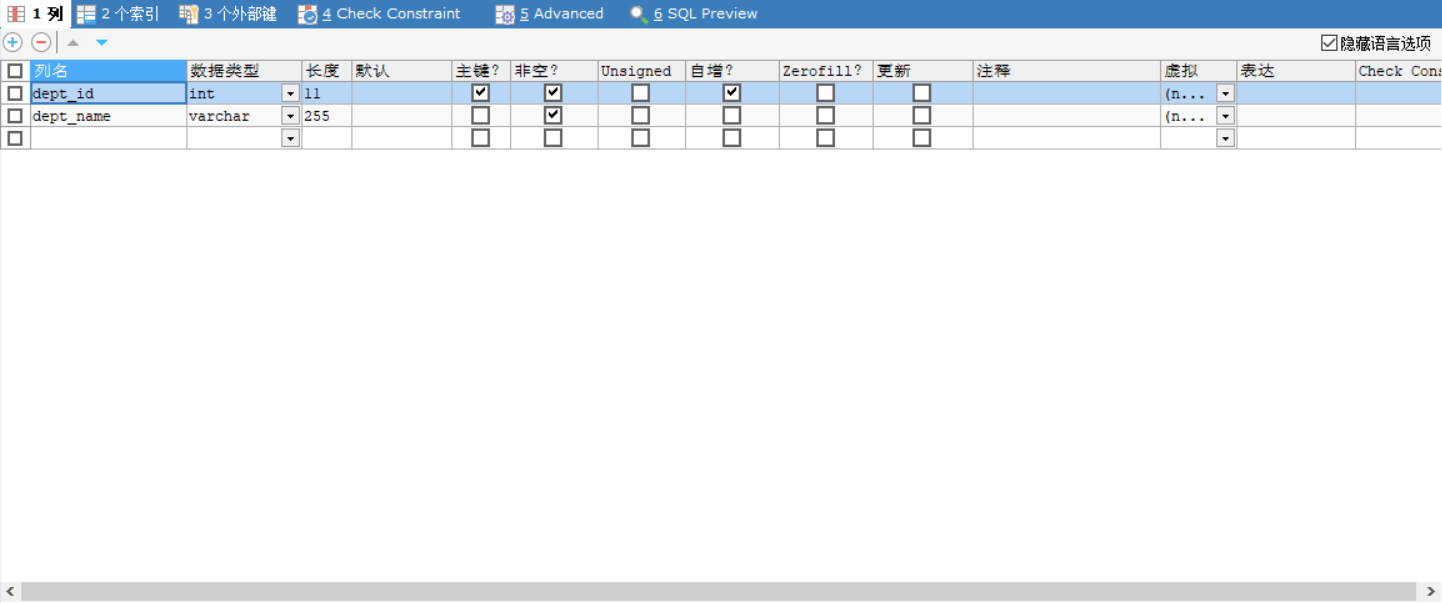 1 列 2 个索引 3 个外部键 4 Check Constraint 5 Advanced 6 SQL Preview
隐藏语言选项
列名 数据类型 长度 默认 主键? 非空? Unsigned 自增? Zerofill? 更新 注释 虚拟 表达 Check Cons
dept_id int 11 (n...
dept_name varchar 255 (n...